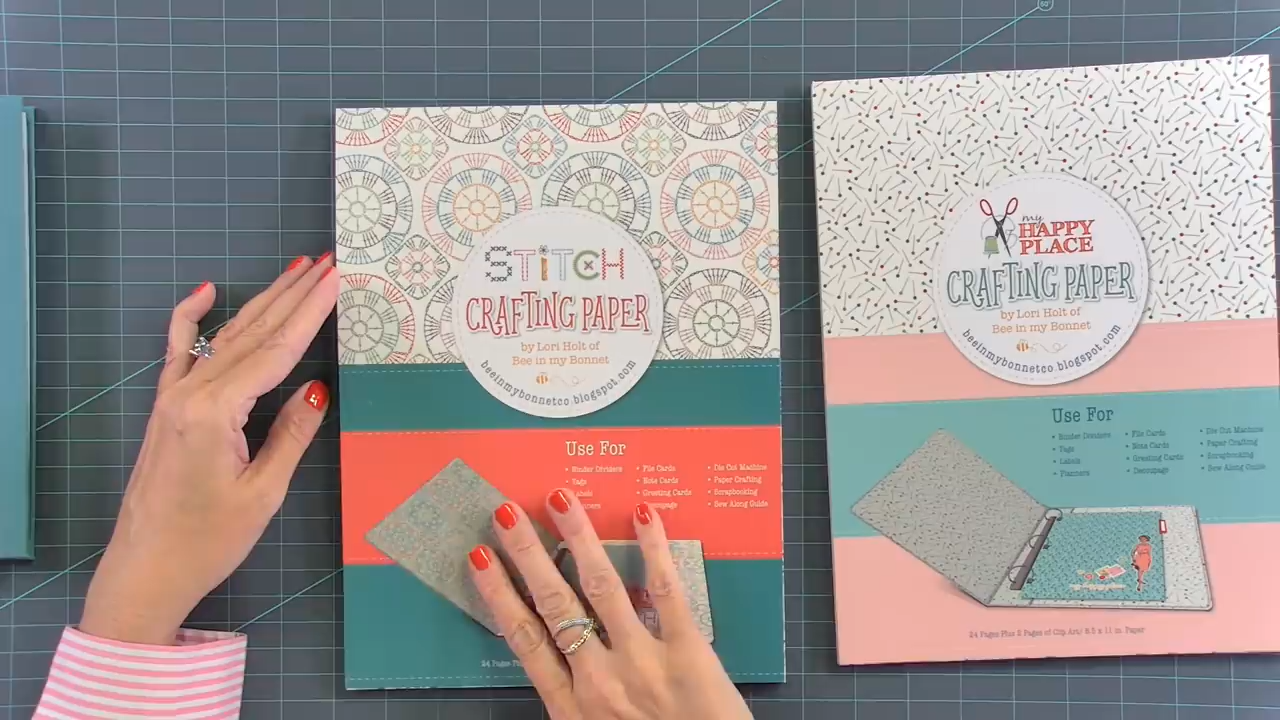 STiTCH
CRAFTING PAPER
by Lori Holt of
Bee in my Bonnet
beeinmybonnetco.blogspot.com
Use For
• Binder Dividers
• Tags
• File Cards
• Note Cards
• Greeting Cards
• Die Cut Machine
• Paper Crafting
• Scrapbooking
• Sew Along Guide
24 Pages
my
HAPPY
PLACE
CRAFTING PAPER
by Lori Holt of
Bee in my Bonnet
beeinmybonnetco.blogspot.com
Use For
• Binder Dividers
• Tags
• Labels
• Planners
• File Cards
• Note Cards
• Greeting Cards
• Decoupage
• Die Cut Machine
• Paper Crafting
• Scrapbooking
• Sew Along Guide
24 Pages Plus 2 Pages of Clip Art/ 8.5 x 11 in. Paper
60°